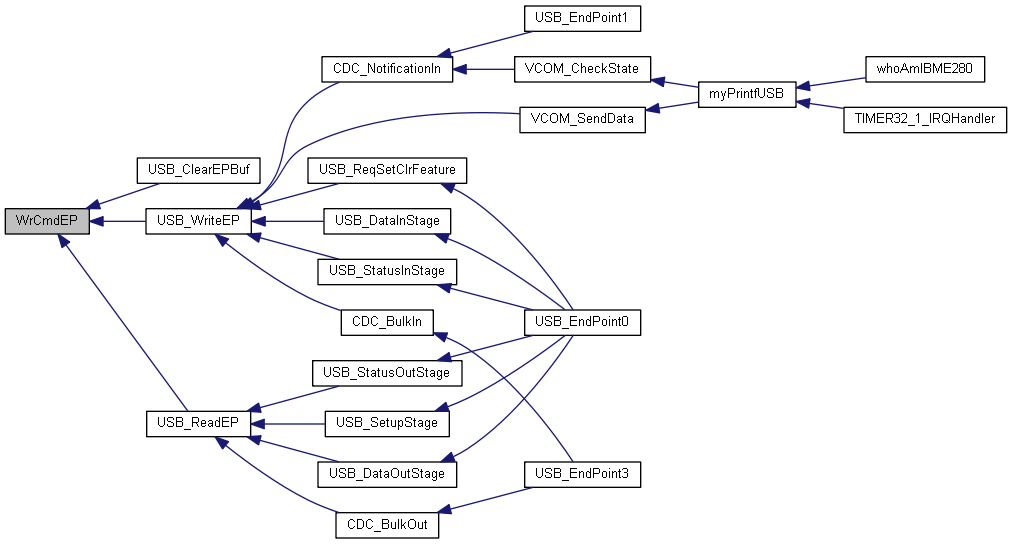 USB_EndPoint1
CDC_NotificationIn
VCOM_CheckState
whoAmIBME280
myPrintfUSB
VCOM_SendData
TIMER32_1_IRQHandler
USB_ClearEPBuf
USB_ReqSetClrFeature
WrCmdEP
USB_WriteEP
USB_DataInStage
USB_StatusInStage
CDC_BulkIn
USB_EndPoint0
USB_StatusOutStage
USB_ReadEP
USB_SetupStage
USB_DataOutStage
USB_EndPoint3
CDC_BulkOut